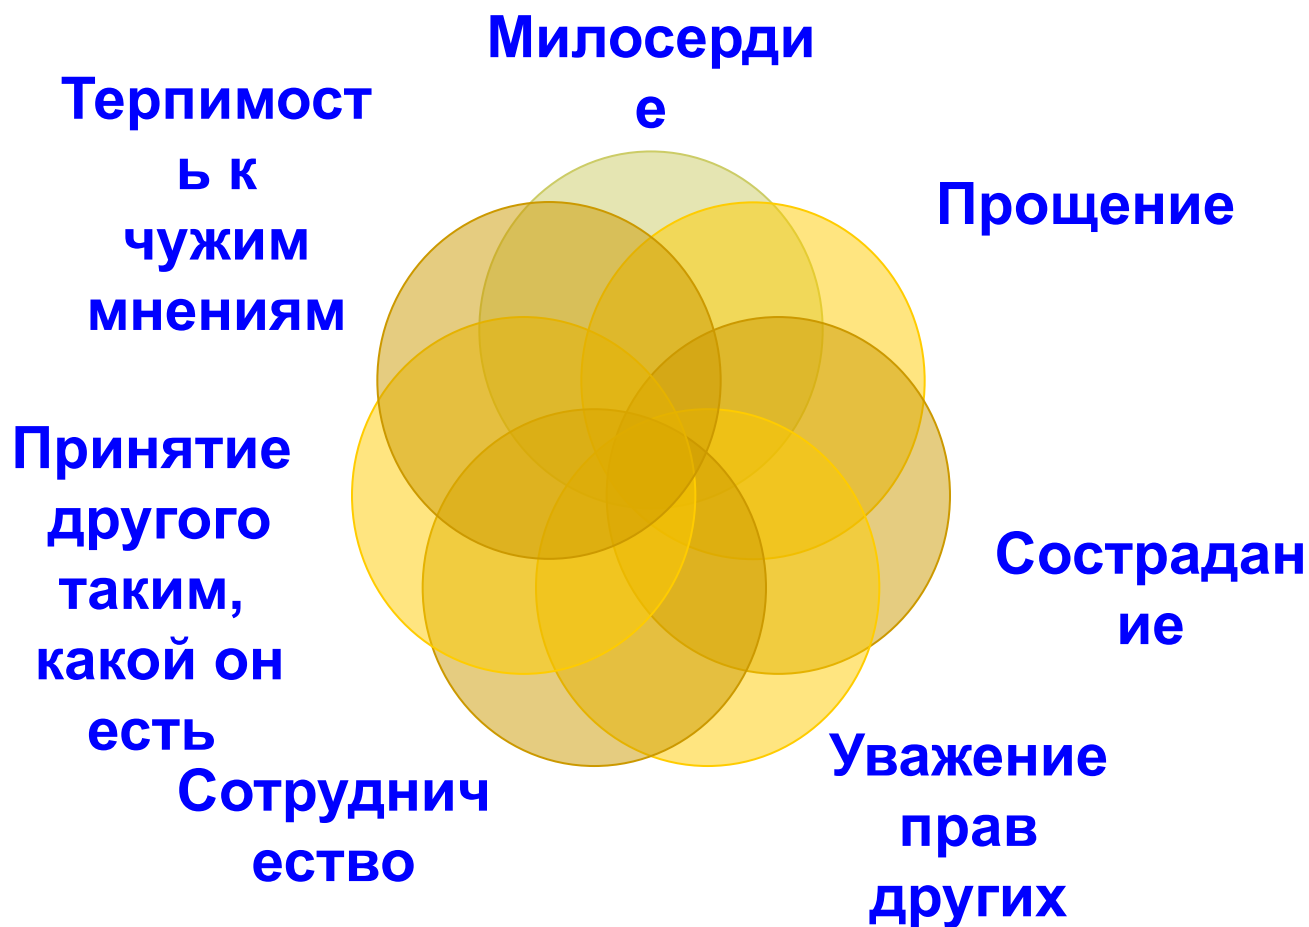 Милосерди
е
Прощение
Сострадан
ие
Уважение
прав
других
Сотруднич
ество
Принятие
другого
таким,
какой он
есть
Терпимост
ь к
чужим
мнениям